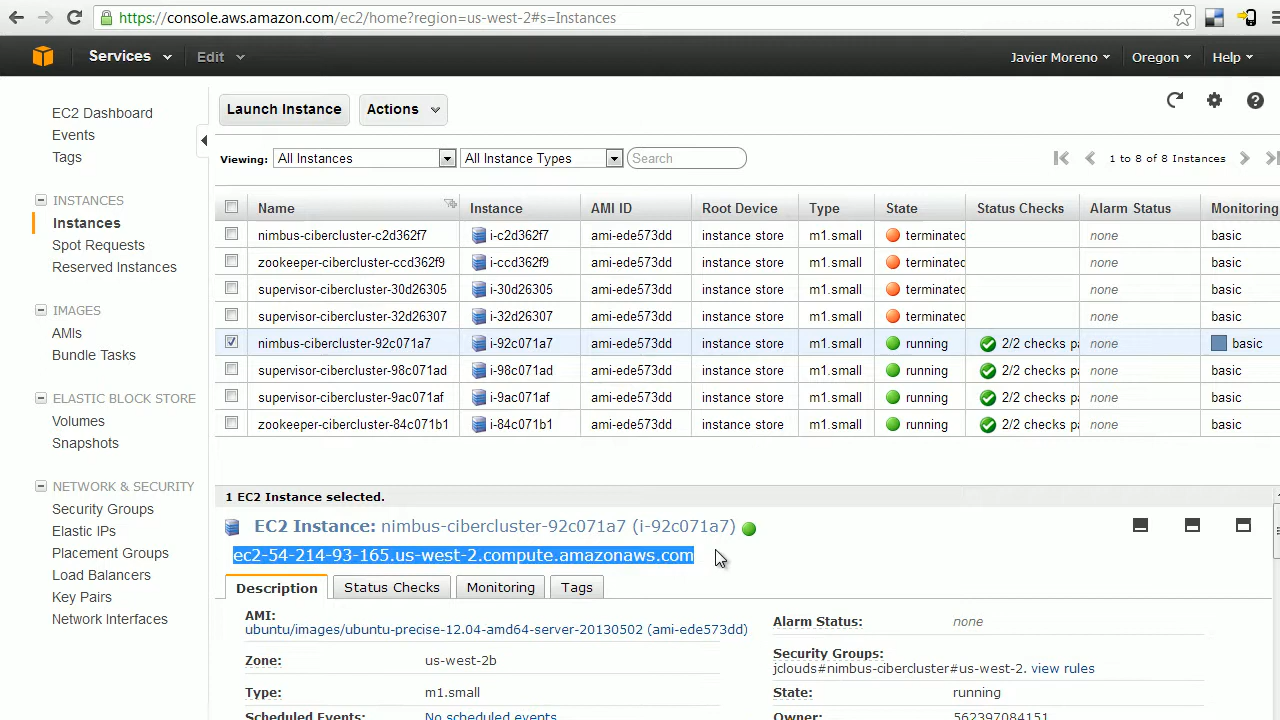 https://console.aws.amazon.com/ec2/home?region=us-west-2#s=Instances
Services Edit Javier Moreno Oregon Help
EC2 Dashboard
Events
Tags
INSTANCES
Instances
Spot Requests
Reserved Instances
IMAGES
AMIs
Bundle Tasks
ELASTIC BLOCK STORE
Volumes
Snapshots
NETWORK & SECURITY
Security Groups
Elastic IPs
Placement Groups
Load Balancers
Key Pairs
Network Interfaces
Launch Instance Actions
Viewing: All Instances All Instance Types Search 1 to 8 of 8 Instances
Name Instance AMI ID Root Device Type State Status Checks Alarm Status Monitoring
nimbus-cibercluster-c2d362f7 i-c2d362f7 ami-ede573dd instance store m1.small terminated none basic
zookeeper-cibercluster-ccd362f9 i-ccd362f9 ami-ede573dd instance store m1.small terminated none basic
supervisor-cibercluster-30d26305 i-30d26305 ami-ede573dd instance store m1.small terminated none basic
supervisor-cibercluster-32d26307 i-32d26307 ami-ede573dd instance store m1.small terminated none basic
nimbus-cibercluster-92c071a7 i-92c071a7 ami-ede573dd instance store m1.small running 2/2 checks pa none basic
supervisor-cibercluster-98c071ad i-98c071ad ami-ede573dd instance store m1.small running 2/2 checks pa none basic
supervisor-cibercluster-9ac071af i-9ac071af ami-ede573dd instance store m1.small running 2/2 checks pa none basic
zookeeper-cibercluster-84c071b1 i-84c071b1 ami-ede573dd instance store m1.small running 2/2 checks pa none basic
1 EC2 Instance selected.
EC2 Instance: nimbus-cibercluster-92c071a7 (i-92c071a7)
ec2-54-214-93-165.us-west-2.compute.amazonaws.com
Description Status Checks Monitoring Tags
AMI:
ubuntu/images/ubuntu-precise-12.04-amd64-server-20130502 (ami-ede573dd)
Zone: us-west-2b
Type: m1.small
Scheduled Events: No scheduled events
Alarm Status: none
Security Groups:
jclouds#nimbus-cibercluster#us-west-2. view rules
State: running
Owner: 562397084151